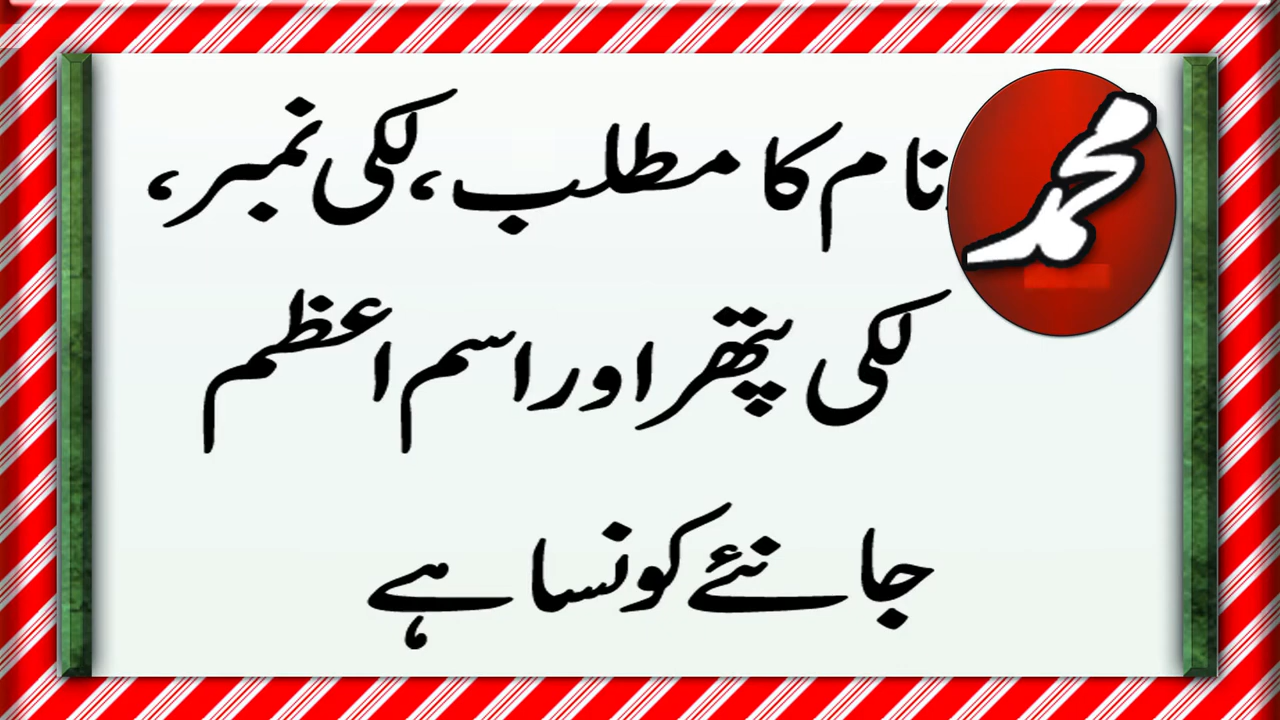 محمد نام کا مطلب، لکی نمبر،
لکی پتھر اور اسم اعظم
جانئے کونسا ہے